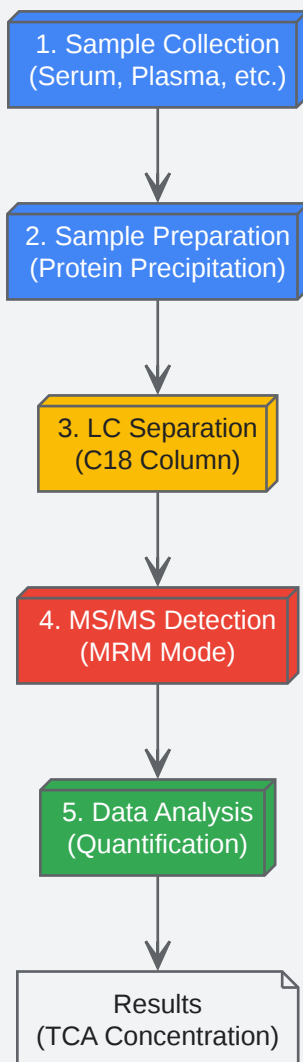 1. Sample Collection
(Serum, Plasma, etc.)
2. Sample Preparation
(Protein Precipitation)
3. LC Separation
(C18 Column)
4. MS/MS Detection
(MRM Mode)
5. Data Analysis
(Quantification)
Results
(TCA Concentration)